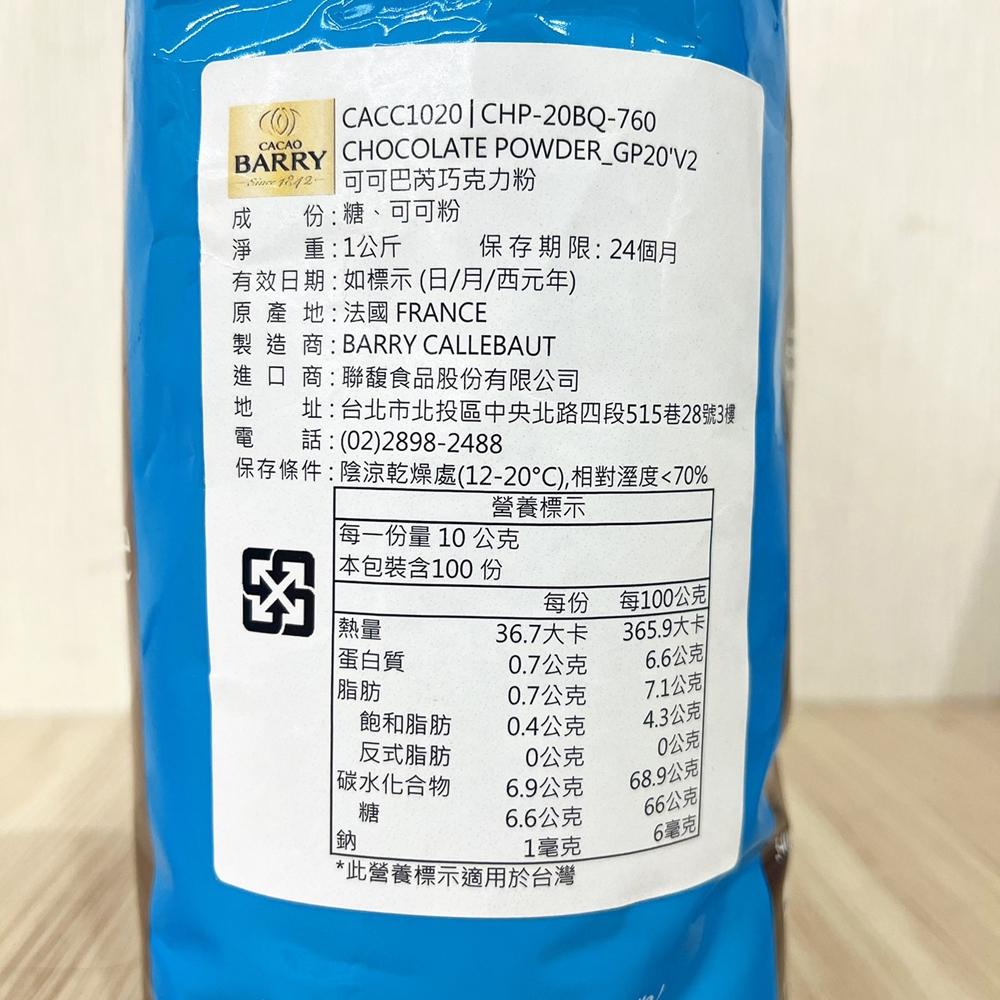 CACAO
BARRY
Since 1842
CACC1020 | CHP-20BQ-760
CHOCOLATE POWDER_GP20'V2
可可巴芮巧克力粉
成份:糖、可可粉
淨重:1公斤 保存期限:24個月
有效日期:如標示(日/月/西元年)
原產地:法國 FRANCE
製造商:BARRY CALLEBAUT
進口商:聯馥食品股份有限公司
地址:台北市北投區中央北路四段515巷28號3樓
電話:(02)2898-2488
保存條件:陰涼乾燥處(12-20°C),相對溼度<70%
營養標示
每一份量 10 公克
本包裝含100 份
每份 每100公克
熱量 36.7大卡 365.9大卡
蛋白質 0.7公克 6.6公克
脂肪 0.7公克 7.1公克
飽和脂肪 0.4公克 4.3公克
反式脂肪 0公克 0公克
碳水化合物 6.9公克 68.9公克
糖 6.6公克 66公克
鈉 1毫克 6毫克
*此營養標示適用於台灣